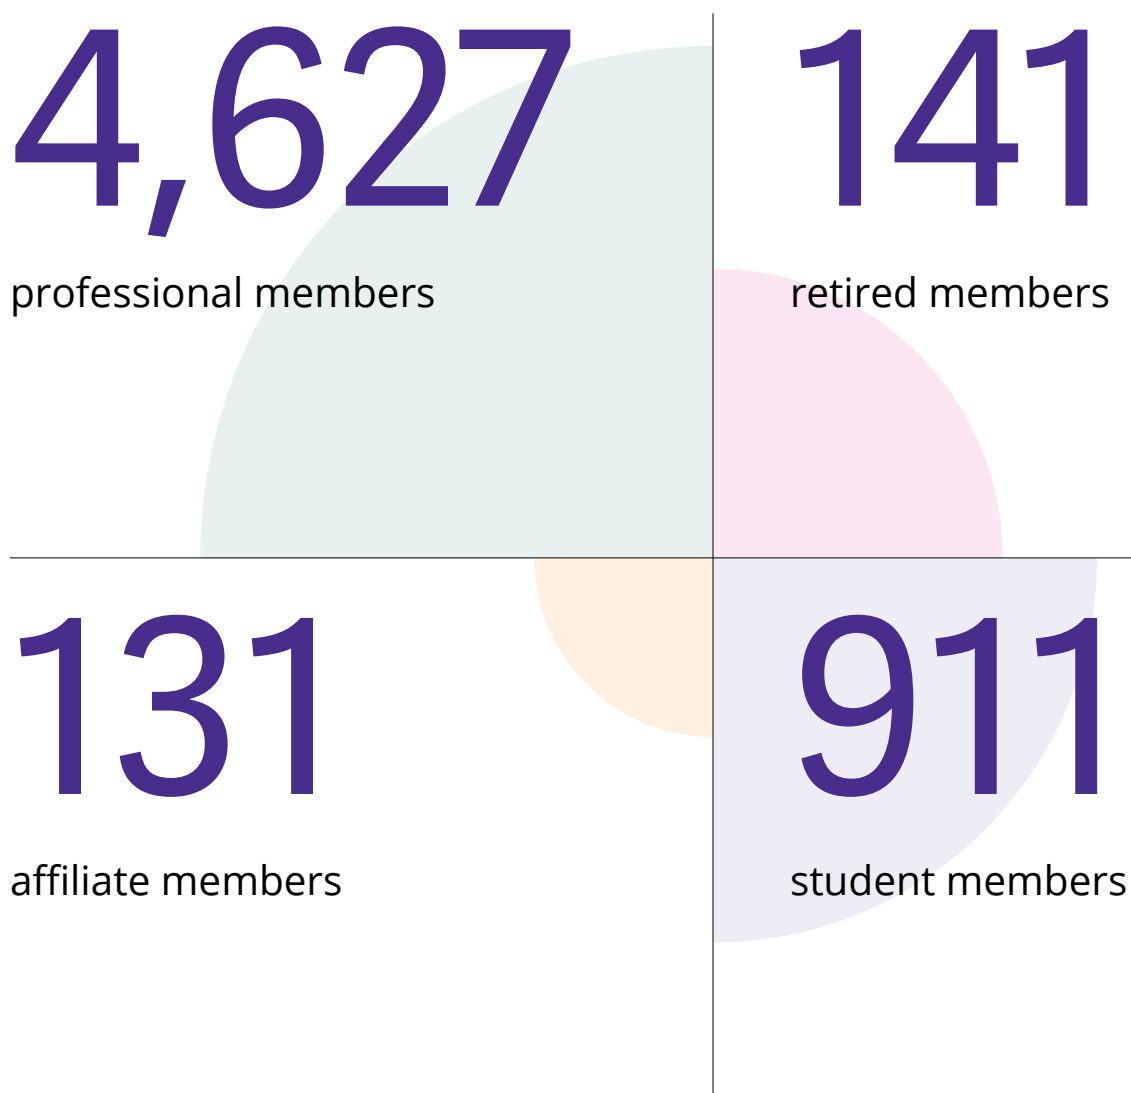 4,627
professional members
141
retired members
131
affiliate members
911
student members